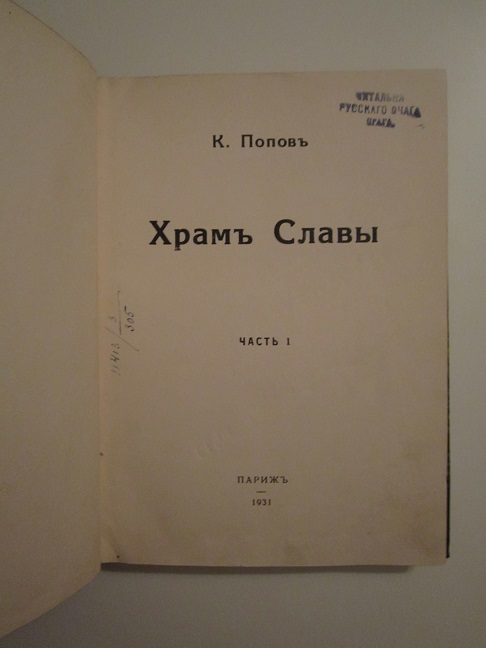 ЧИТАЛЬНЯ
РУССКАГО ОЧАГА
ПРАГА.
К. Поповъ
Храмъ Славы
ЧАСТЬ I
ПАРИЖЪ
1931